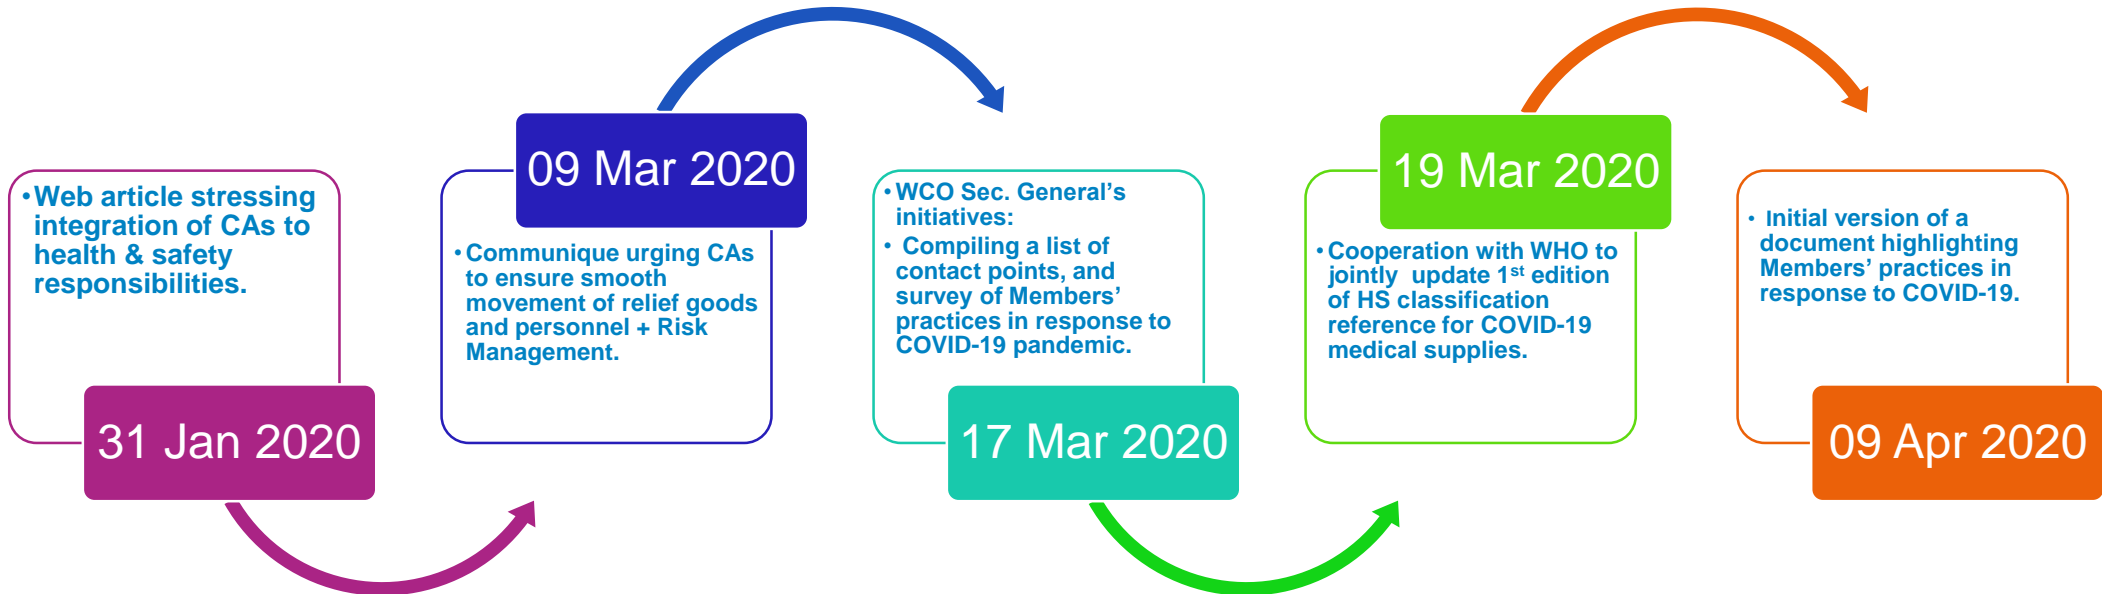 •Web article stressing
integration of CAs to
health & safety
responsibilities.
31 Jan 2020
09 Mar 2020
•Communique urging CAs
to ensure smooth
movement of relief goods
and personnel + Risk
Management.
•WCO Sec. General’s
initiatives:
• Compiling a list of
contact points, and
survey of Members’
practices in response to
COVID-19 pandemic.
17 Mar 2020
19 Mar 2020
•Cooperation with WHO to
jointly update 1st edition
of HS classification
reference for COVID-19
medical supplies.
• Initial version of a
document highlighting
Members’ practices in
response to COVID-19.
09 Apr 2020